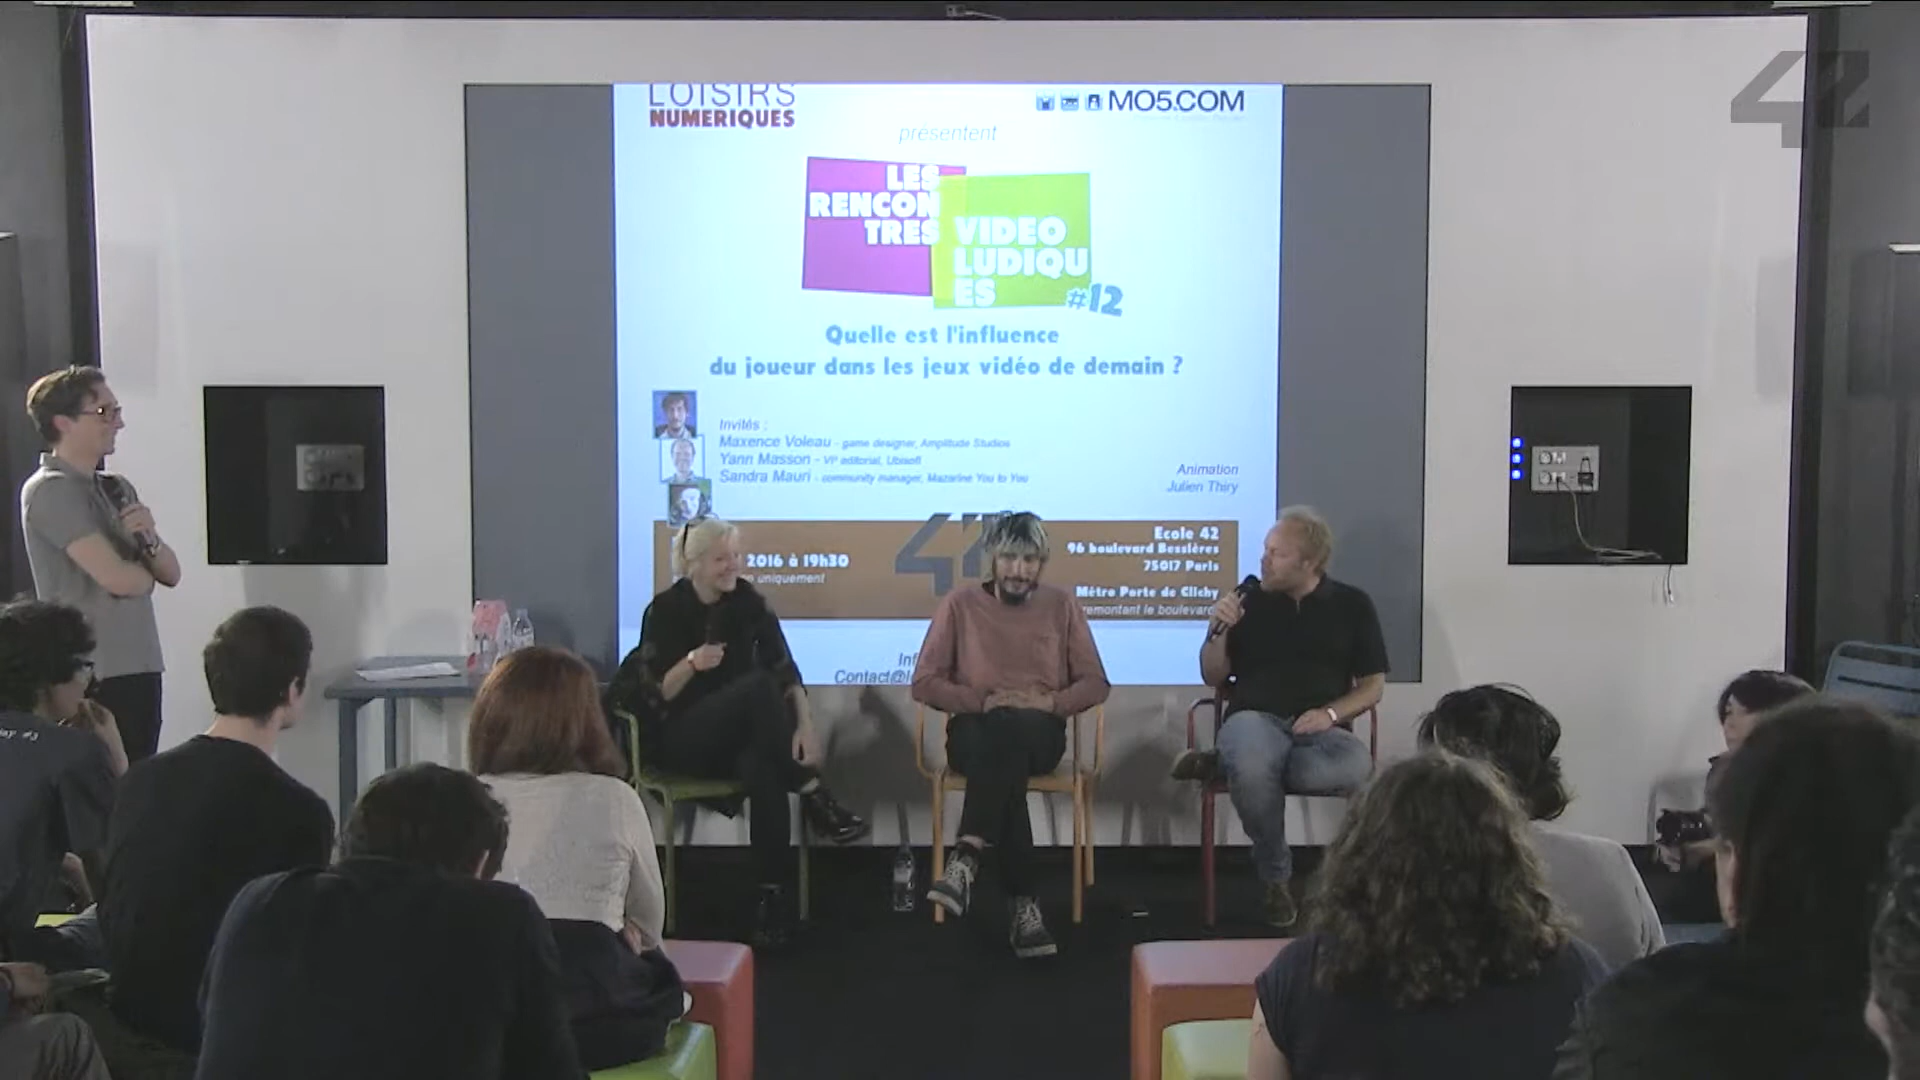 LOISIRS
NUMERIQUES
MO5.COM
présentent
LES
RENCON
TRES
VIDEO
LUDIQU
ES
#12
Quelle est l'influence
du joueur dans les jeux vidéo de demain ?
Invités :
Maxence Voleau - game designer, Amplitude Studios
Yann Masson - VP editorial, Ubisoft
Sandra Mauri - community manager, Mazarine You to You
Animation
Julien Thiry
2016 à 19h30
uniquement
42
Ecole 42
96 boulevard Bessières
75017 Paris
Métro Porte de Clichy
remontant le boulevard
Inf
Contact@l
42